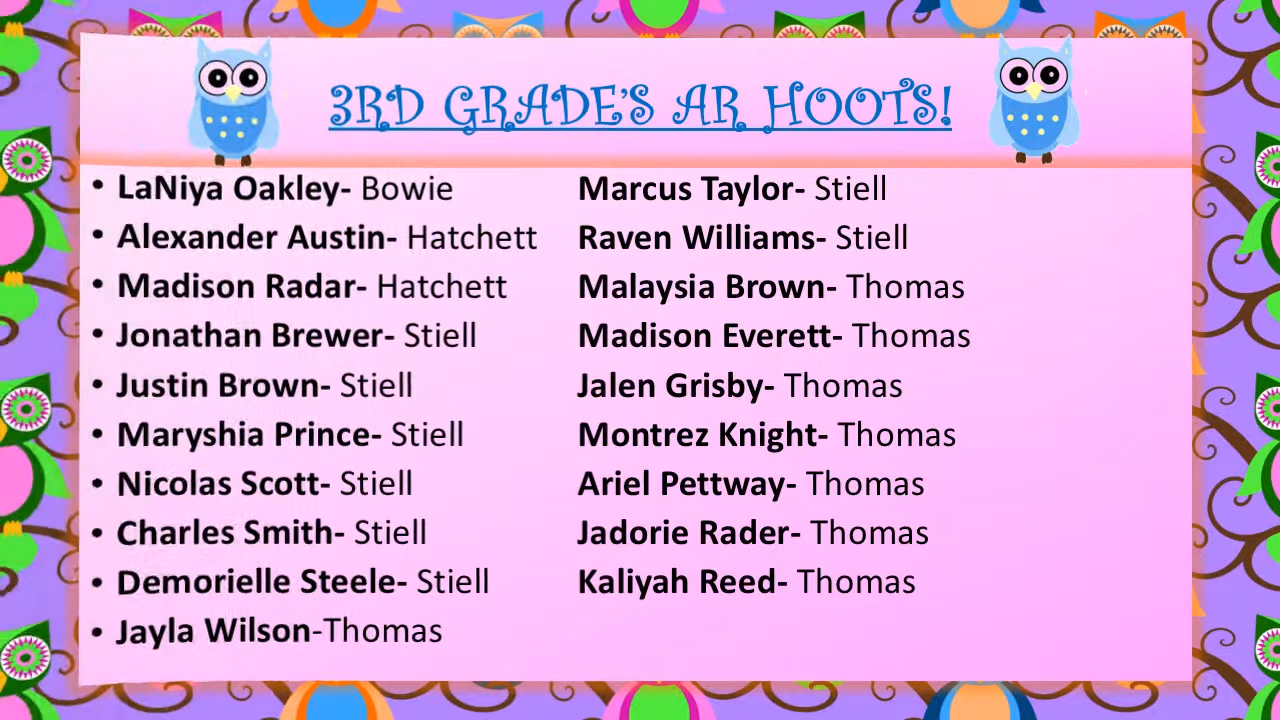 3RD GRADE'S AR HOOTS!
• LaNiya Oakley- Bowie
• Alexander Austin- Hatchett
• Madison Radar- Hatchett
• Jonathan Brewer- Stiell
• Justin Brown- Stiell
• Maryshia Prince- Stiell
• Nicolas Scott- Stiell
• Charles Smith- Stiell
• Demorielle Steele- Stiell
• Jayla Wilson-Thomas
Marcus Taylor- Stiell
Raven Williams- Stiell
Malaysia Brown- Thomas
Madison Everett- Thomas
Jalen Grisby- Thomas
Montrez Knight- Thomas
Ariel Pettway- Thomas
Jadorie Rader- Thomas
Kaliyah Reed- Thomas